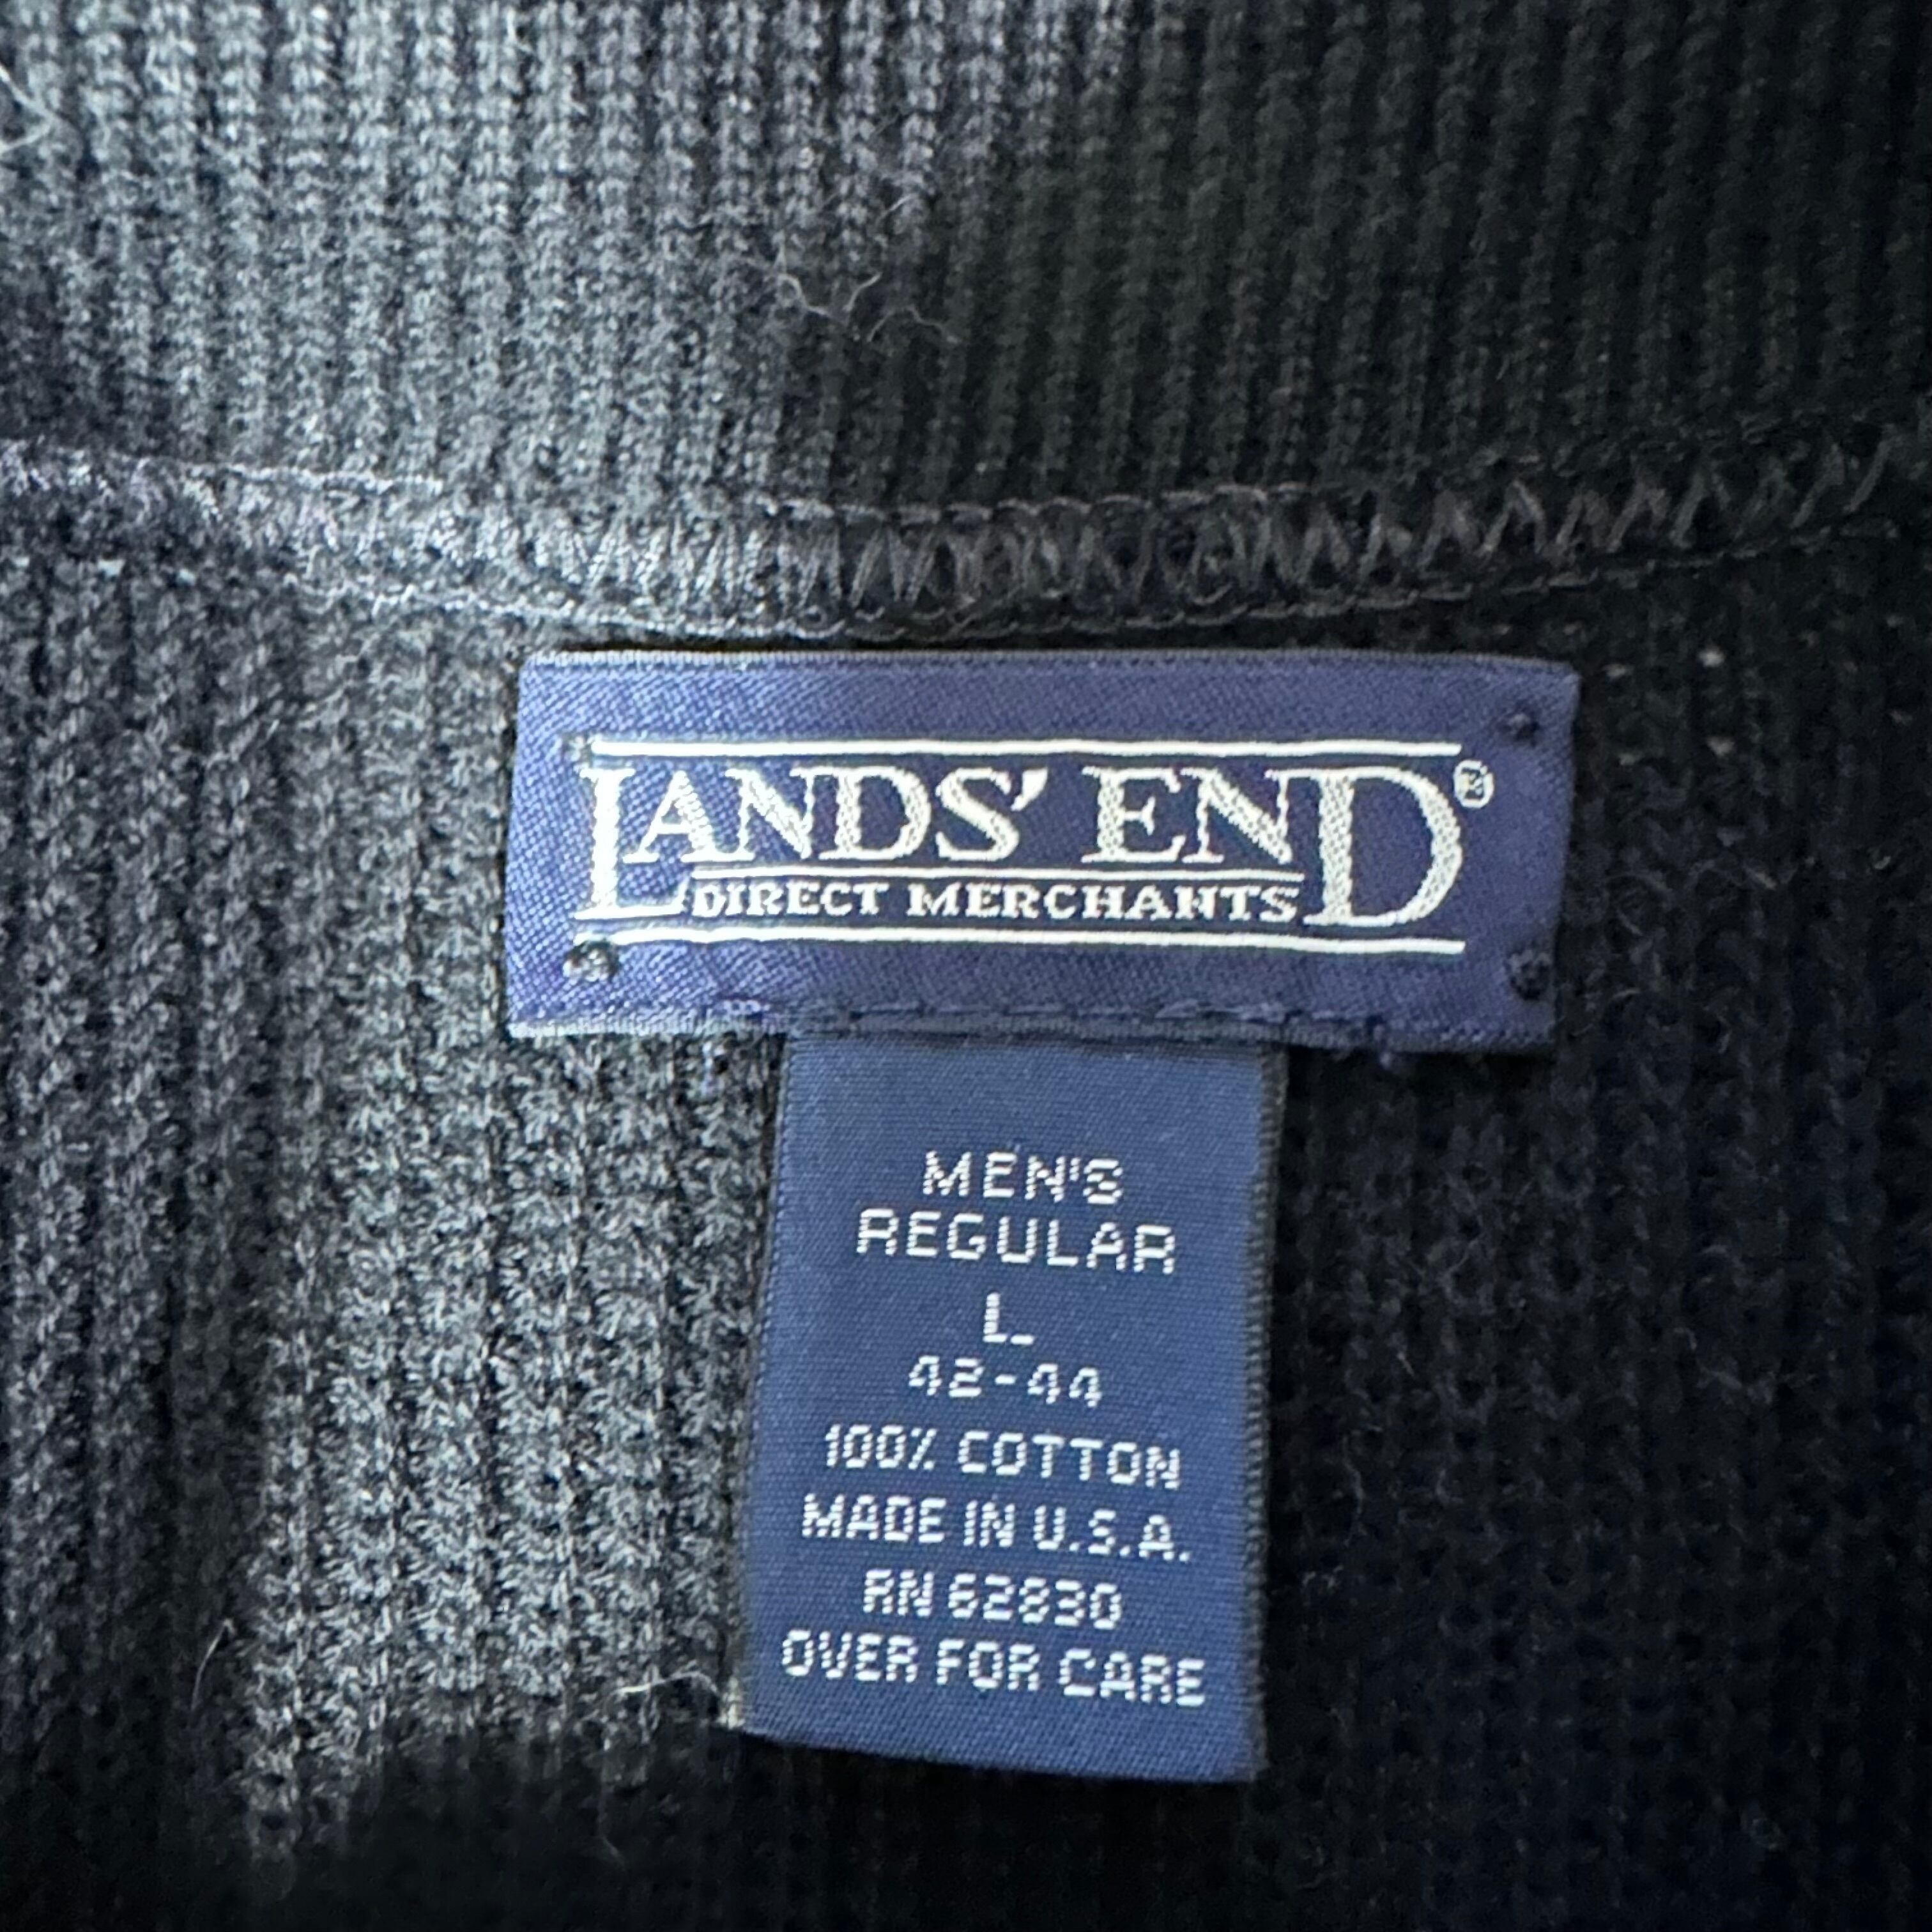 LANDS' END®
DIRECT MERCHANTS
MEN'S
REGULAR
L
42-44
100% COTTON
MADE IN U.S.A.
RN 62830
OVER FOR CARE